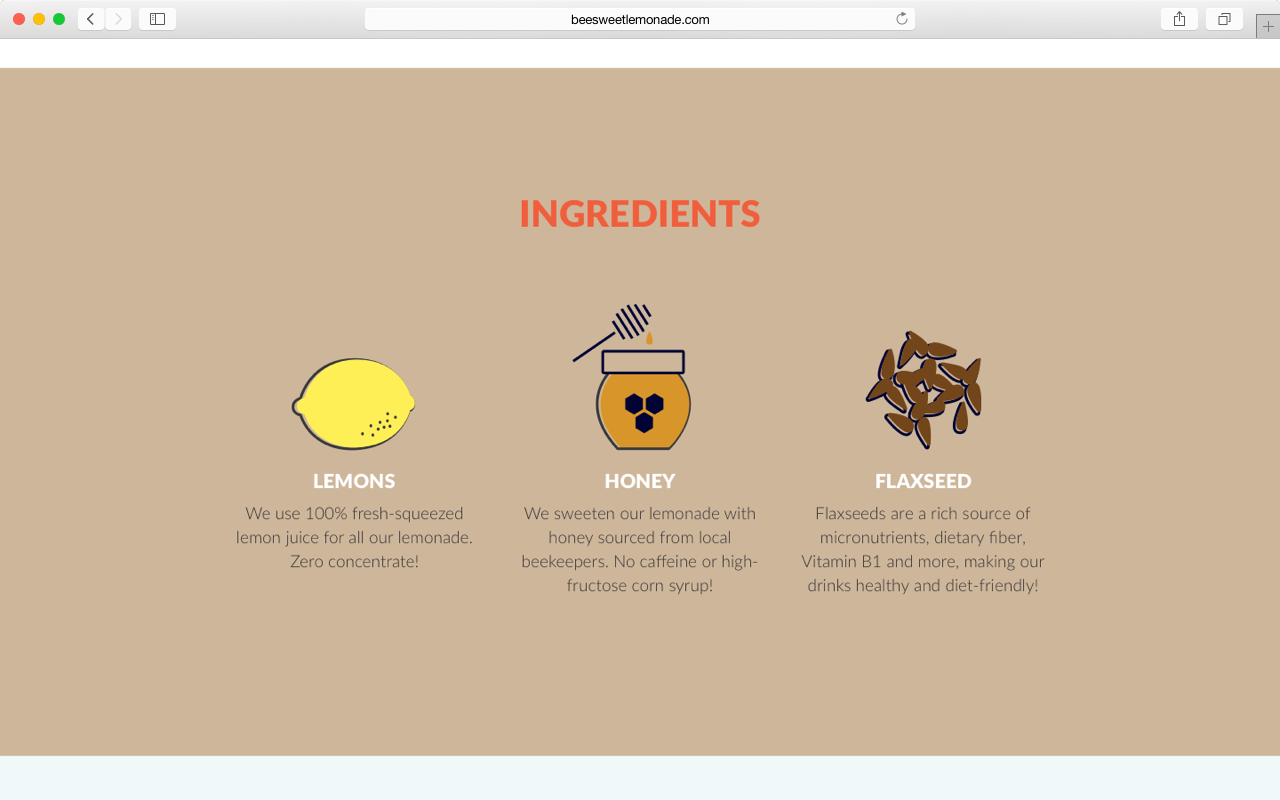 beesweetlemonade.com
INGREDIENTS
LEMONS
We use 100% fresh-squeezed
lemon juice for all our lemonade.
Zero concentrate!
HONEY
We sweeten our lemonade with
honey sourced from local
beekeepers. No caffeine or high-
fructose corn syrup!
FLAXSEED
Flaxseeds are a rich source of
micronutrients, dietary fiber,
Vitamin B1 and more, making our
drinks healthy and diet-friendly!